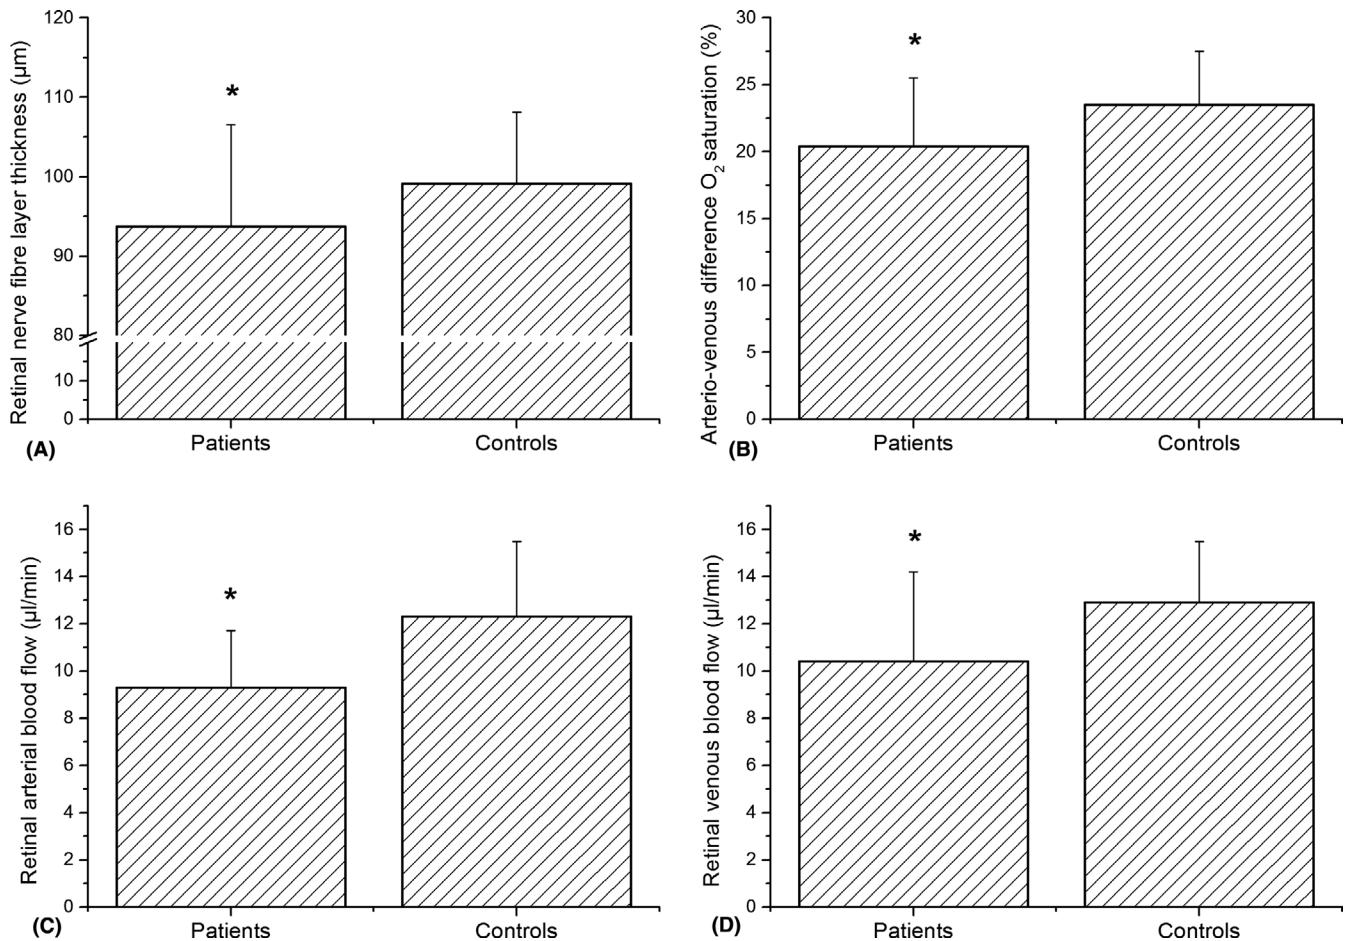 Retinal nerve fibre layer thickness (µm)
120
110
100
90
80
10
0
*
Patients
Controls
(A)
Arterio-venous difference O2 saturation (%)
30
25
20
15
10
5
0
*
Patients
Controls
(B)
Retinal arterial blood flow (µl/min)
16
14
12
10
8
6
4
2
0
*
Patients
Controls
(C)
Retinal venous blood flow (µl/min)
16
14
12
10
8
6
4
2
0
*
Patients
Controls
(D)